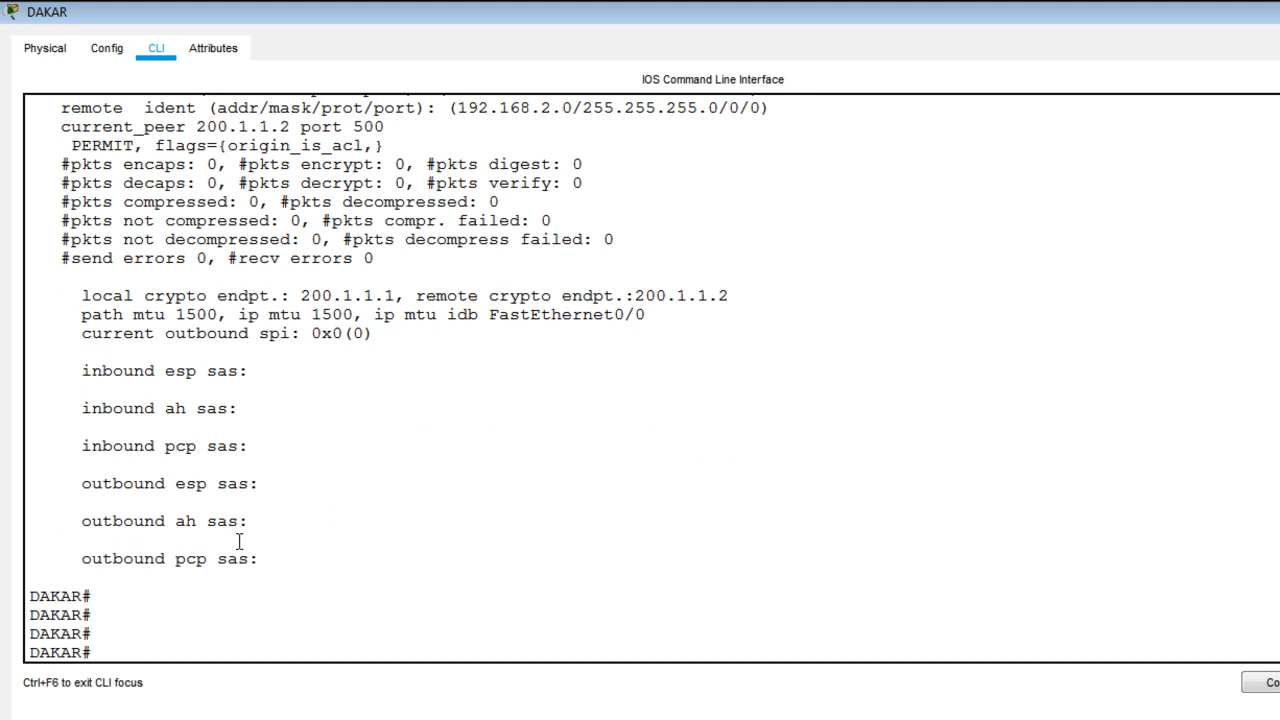 DAKAR
Physical Config CLI Attributes
IOS Command Line Interface
remote ident (addr/mask/prot/port): (192.168.2.0/255.255.255.0/0/0)
current_peer 200.1.1.2 port 500
PERMIT, flags={origin_is_acl,}
#pkts encaps: 0, #pkts encrypt: 0, #pkts digest: 0
#pkts decaps: 0, #pkts decrypt: 0, #pkts verify: 0
#pkts compressed: 0, #pkts decompressed: 0
#pkts not compressed: 0, #pkts compr. failed: 0
#pkts not decompressed: 0, #pkts decompress failed: 0
#send errors 0, #recv errors 0
local crypto endpt.: 200.1.1.1, remote crypto endpt.:200.1.1.2
path mtu 1500, ip mtu 1500, ip mtu idb FastEthernet0/0
current outbound spi: 0x0(0)
inbound esp sas:
inbound ah sas:
inbound pcp sas:
outbound esp sas:
outbound ah sas:
outbound pcp sas:
DAKAR#
DAKAR#
DAKAR#
DAKAR#
Ctrl+F6 to exit CLI focus
Co